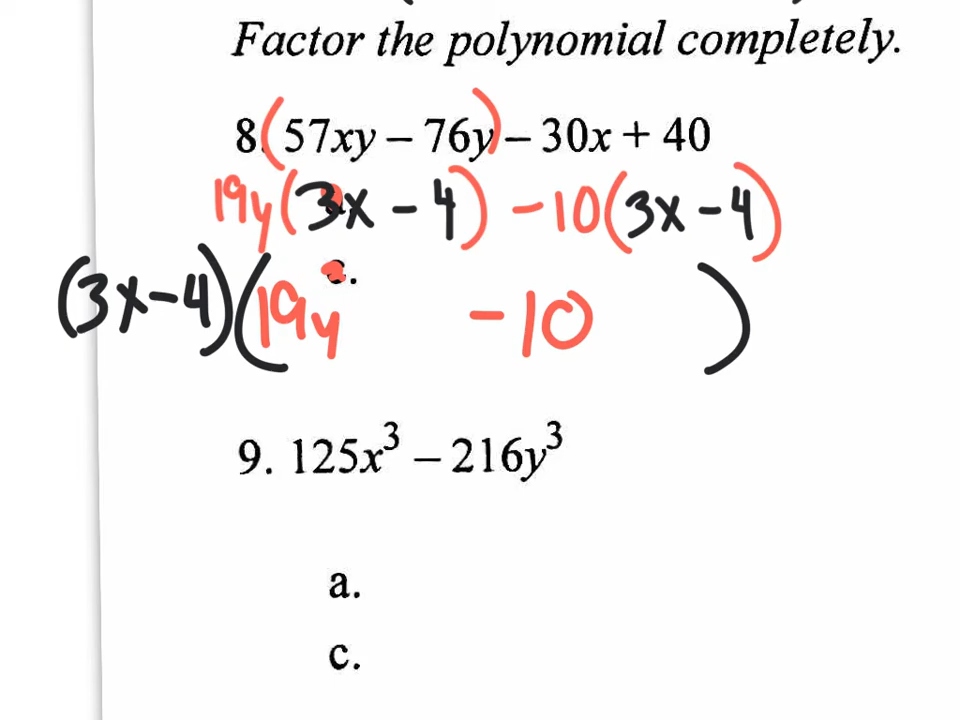 Factor the polynomial completely.
8. (57xy – 76y) – 30x + 40
19y(3x – 4) – 10(3x – 4)
c.
(3x – 4)(19y – 10)
9. 125x³ – 216y³
a.
c.